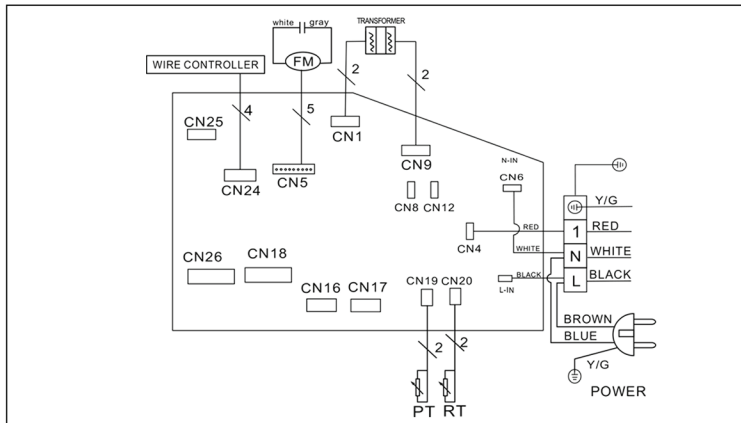 white gray
TRANSFORMER
WIRE CONTROLLER
FM
2
2
4
5
CN25
CN1
CN9
CN24
CN5
N-IN
CN6
CN8
CN12
Y/G
RED
1
RED
CN4
WHITE
N
WHITE
CN26
CN18
CN19
CN20
BLACK
L
BLACK
L-IN
CN16
CN17
BROWN
BLUE
2
2
Y/G
POWER
PT
RT